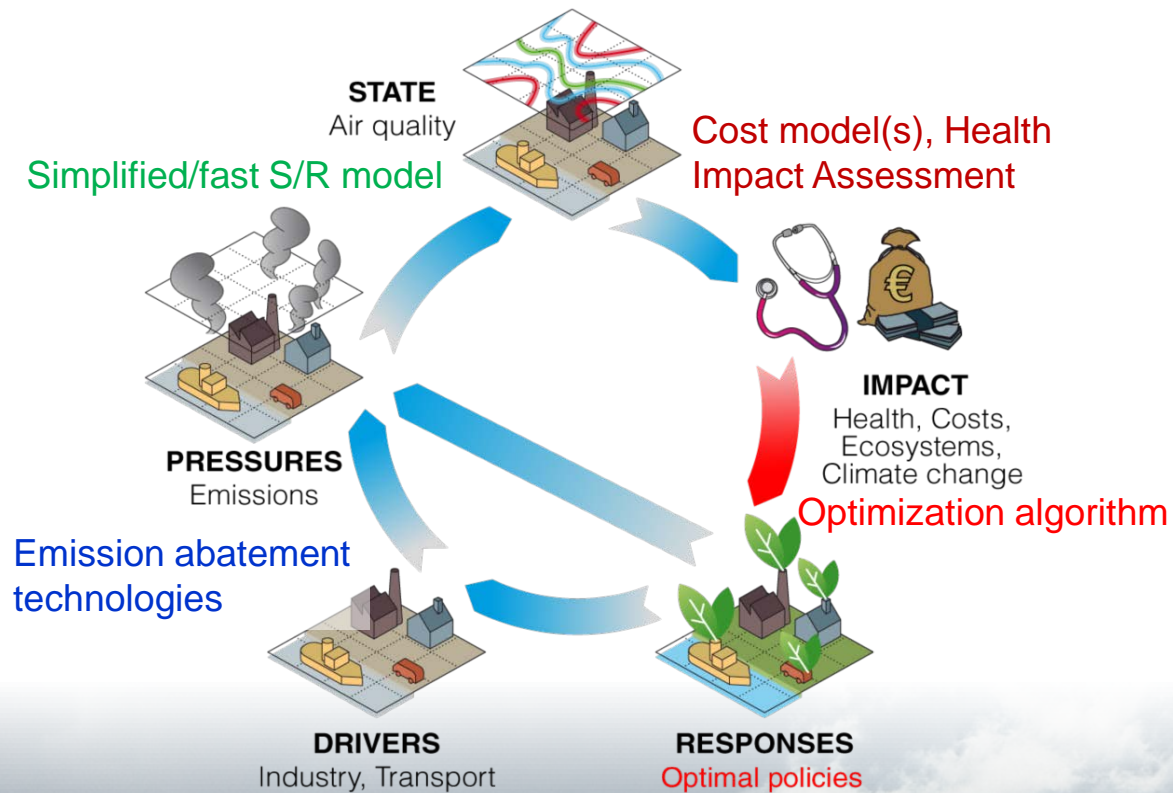 STATE
Air quality
Simplified/fast S/R model
Cost model(s), Health
Impact Assessment
€
IMPACT
Health, Costs,
Ecosystems,
Climate change
PRESSURES
Emissions
Optimization algorithm
Emission abatement
technologies
DRIVERS
Industry, Transport
RESPONSES
Optimal policies